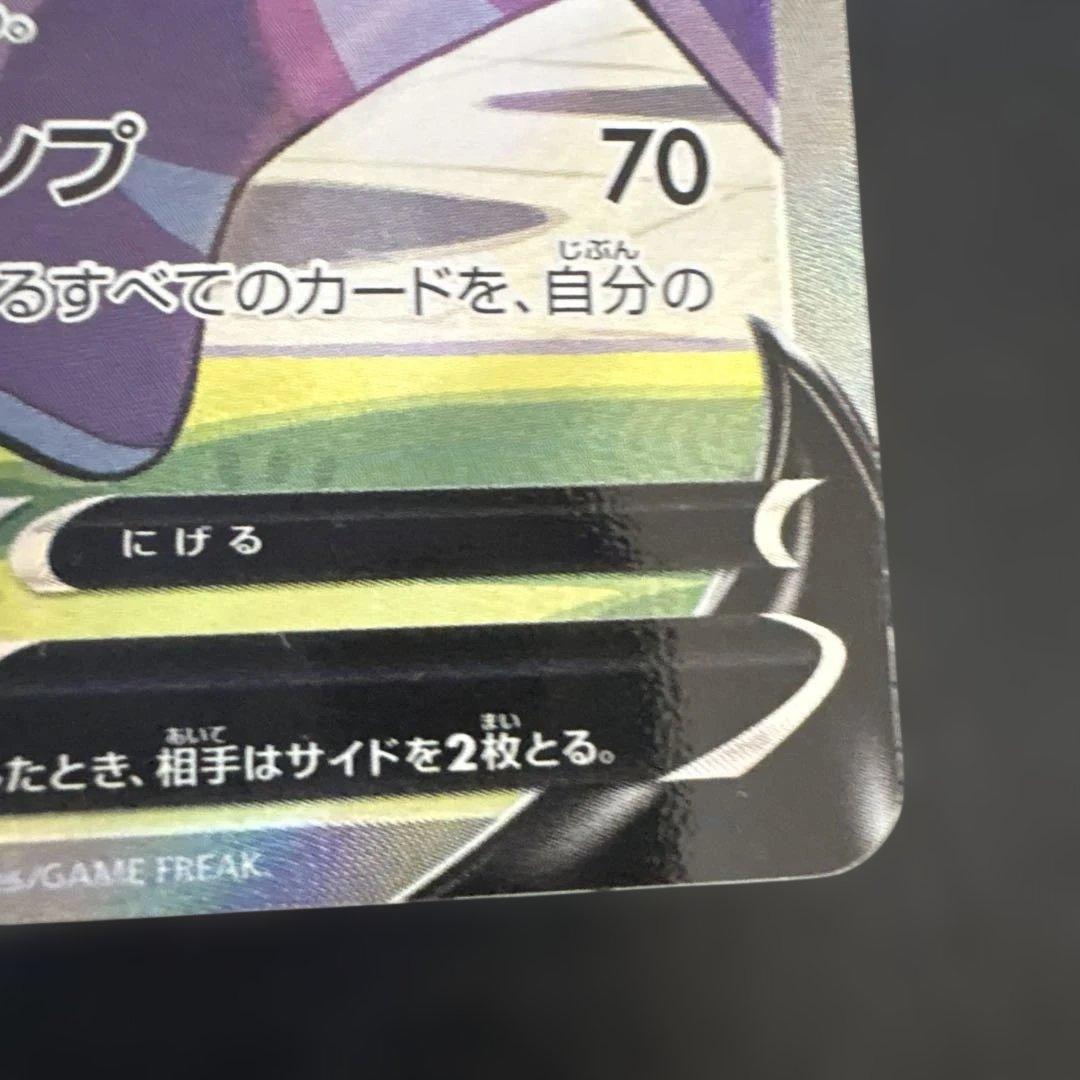 。
ンプ 70
じぶん
るすべてのカードを、自分の
にげる
あいて まい
たとき、相手はサイドを2枚とる。
/GAME FREAK.